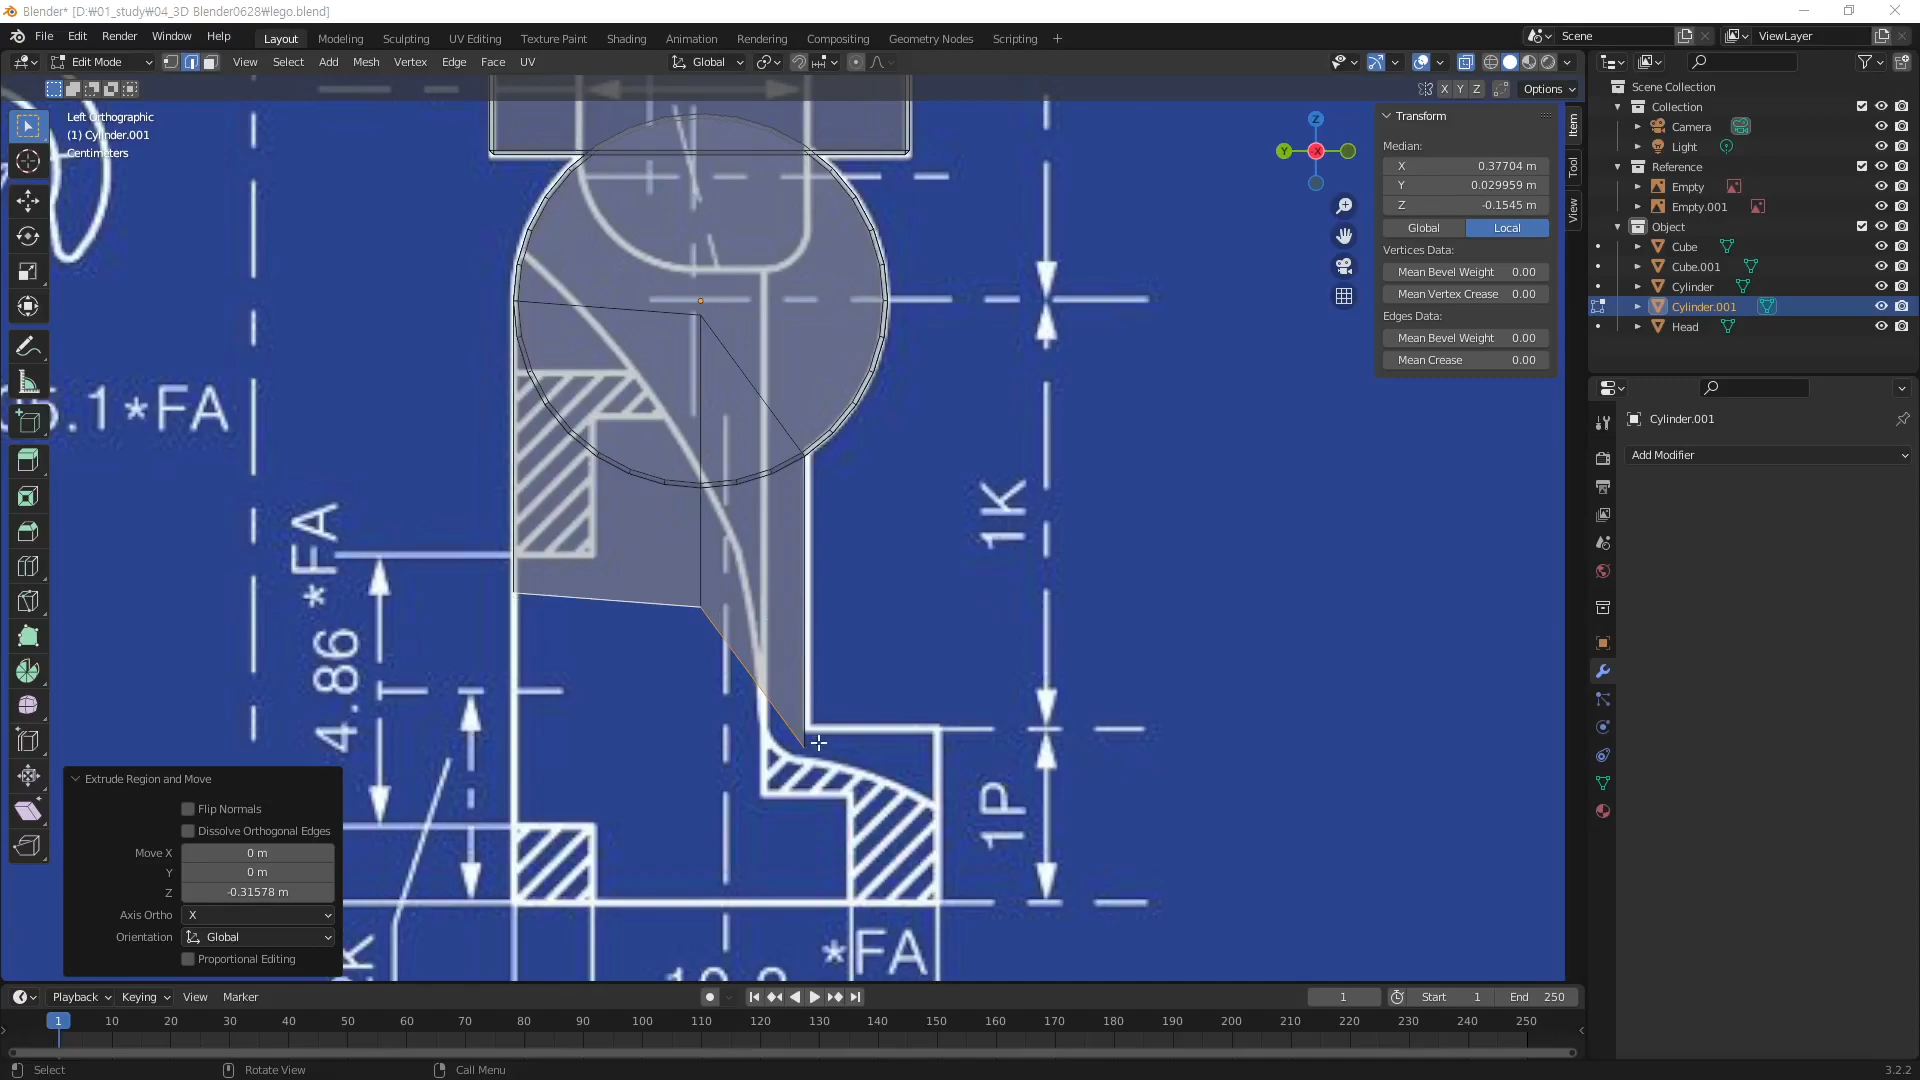 Blender* [D:₩01_study₩04_3D Blender0628₩lego.blend]
File Edit Render Window Help Layout Modeling Sculpting UV Editing Texture Paint Shading Animation Rendering Compositing Geometry Nodes Scripting +
Scene
ViewLayer
Edit Mode View Select Add Mesh Vertex Edge Face UV Global
X Y Z Options
Left Orthographic
(1) Cylinder.001
Centimeters
Z
Y
-X
Transform
Median:
X 0.37704 m
Y 0.029959 m
Z -0.1545 m
Global Local
Vertices Data:
Mean Bevel Weight 0.00
Mean Vertex Crease 0.00
Edges Data:
Mean Bevel Weight 0.00
Mean Crease 0.00
Item
Tool
View
Scene Collection
Collection
Camera
Light
Reference
Empty
Empty.001
Object
Cube
Cube.001
Cylinder
Cylinder.001
Head
Cylinder.001
Add Modifier
.1*FA
4.86 *FA
1K
1P
*FA
Extrude Region and Move
Flip Normals
Dissolve Orthogonal Edges
Move X 0 m
Y 0 m
Z -0.31578 m
Axis Ortho X
Orientation Global
Proportional Editing
Playback Keying View Marker
1 Start 1 End 250
1 10 20 30 40 50 60 70 80 90 100 110 120 130 140 150 160 170 180 190 200 210 220 230 240 250
Select Rotate View Call Menu 3.2.2